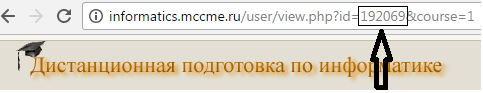 informatics.mccme.ru/user/view.php?id=192069&course=1
Дистанционная подготовка по информатике